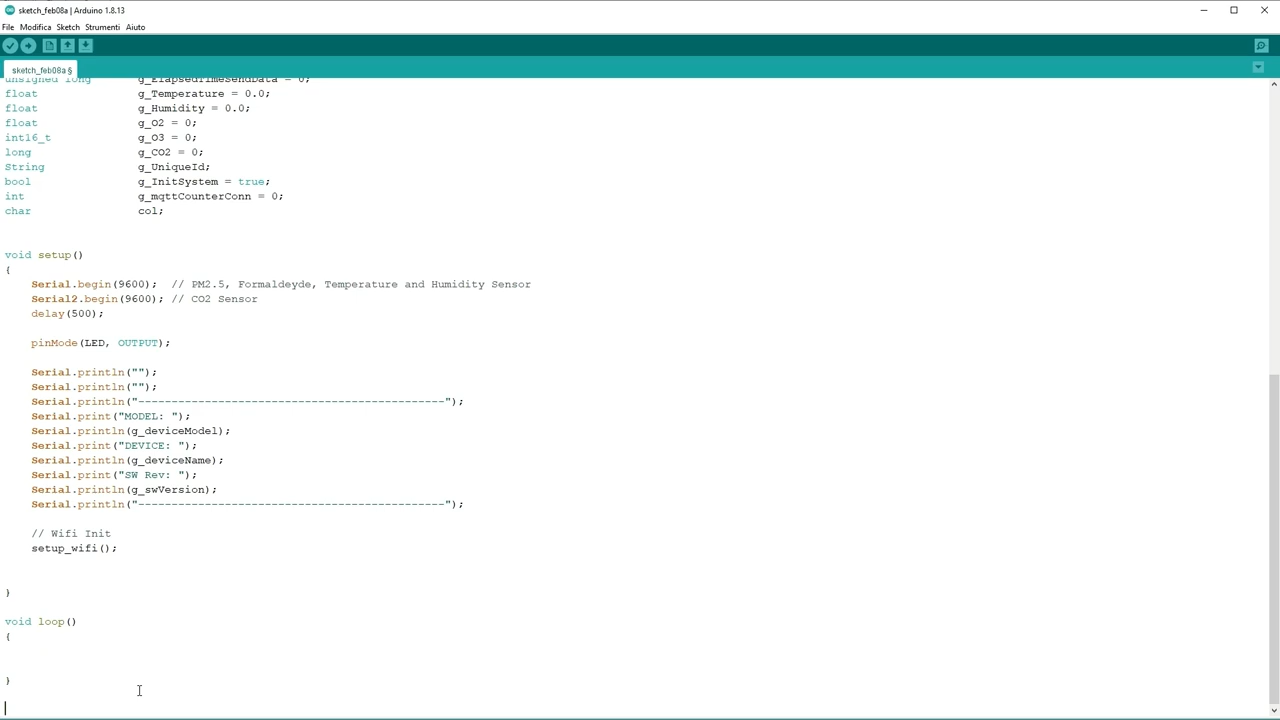 sketch_feb08a | Arduino 1.8.13
File Modifica Sketch Strumenti Aiuto
sketch_feb08a §
unsigned long g_ElapsedTimeSendData = 0;
float g_Temperature = 0.0;
float g_Humidity = 0.0;
float g_O2 = 0;
int16_t g_O3 = 0;
long g_CO2 = 0;
String g_UniqueId;
bool g_InitSystem = true;
int g_mqttCounterConn = 0;
char col;
void setup()
{
Serial.begin(9600); // PM2.5, Formaldeyde, Temperature and Humidity Sensor
Serial2.begin(9600); // CO2 Sensor
delay(500);
pinMode(LED, OUTPUT);
Serial.println("");
Serial.println("");
Serial.println("----------------------------------------------");
Serial.print("MODEL: ");
Serial.println(g_deviceModel);
Serial.print("DEVICE: ");
Serial.println(g_deviceName);
Serial.print("SW Rev: ");
Serial.println(g_swVersion);
Serial.println("----------------------------------------------");
// Wifi Init
setup_wifi();
}
void loop()
{
}